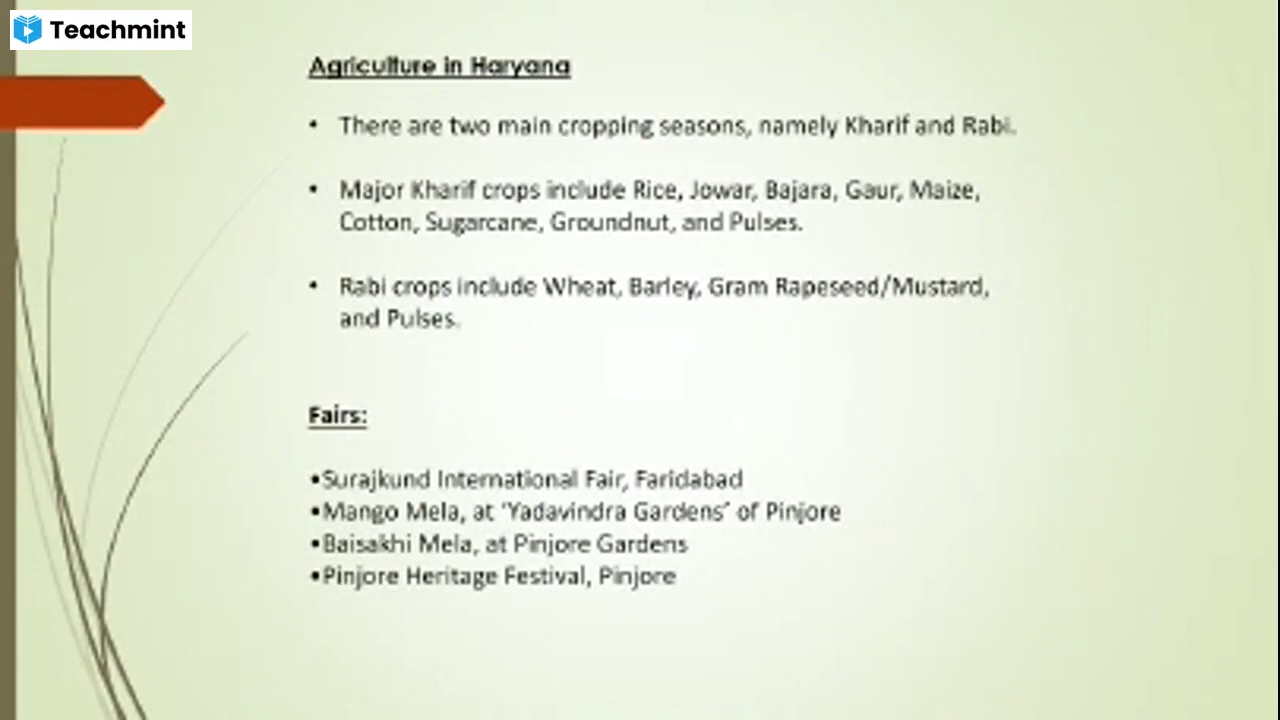 Teachmint
Agriculture in Haryana
• There are two main cropping seasons, namely Kharif and Rabi.
• Major Kharif crops include Rice, Jowar, Bajara, Gaur, Maize,
Cotton, Sugarcane, Groundnut, and Pulses.
• Rabi crops include Wheat, Barley, Gram Rapeseed/Mustard,
and Pulses.
Fairs:
•Surajkund International Fair, Faridabad
•Mango Mela, at ‘Yadavindra Gardens’ of Pinjore
•Baisakhi Mela, at Pinjore Gardens
•Pinjore Heritage Festival, Pinjore